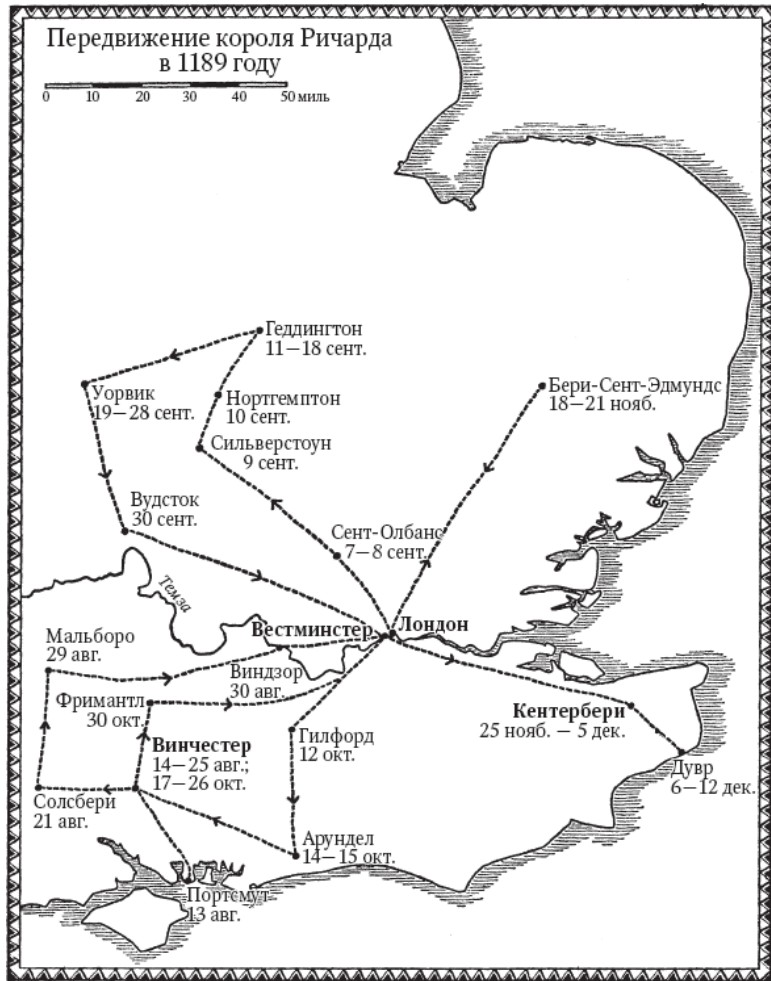 Передвижение короля Ричарда
в 1189 году
0 10 20 30 40 50 миль
Геддингтон
11—18 сент.
Уорвик
19—28 сент.
Нортгемптон
10 сент.
Бери-Сент-Эдмундс
18—21 нояб.
Сильверстоун
9 сент.
Вудсток
30 сент.
Сент-Олбанс
7—8 сент.
Темза
Вестминстер
Лондон
Мальборо
29 авг.
Виндзор
30 авг.
Фримантл
30 окт.
Кентербери
25 нояб. — 5 дек.
Гилфорд
12 окт.
Винчестер
14—25 авг.;
17—26 окт.
Дувр
6—12 дек.
Солсбери
21 авг.
Арундел
14—15 окт.
Портсмут
13 авг.